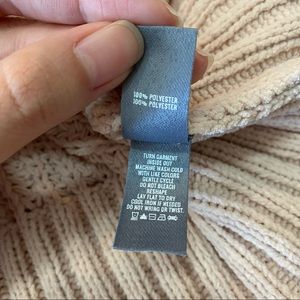 100% POLYESTER
100% POLYESTER
TURN GARMENT
INSIDE OUT
MACHINE WASH COLD
WITH LIKE COLORS
GENTLE CYCLE
DO NOT BLEACH
RESHAPE
LAY FLAT TO DRY
COOL IRON IF NEEDED
DO NOT WRING OR TWIST.